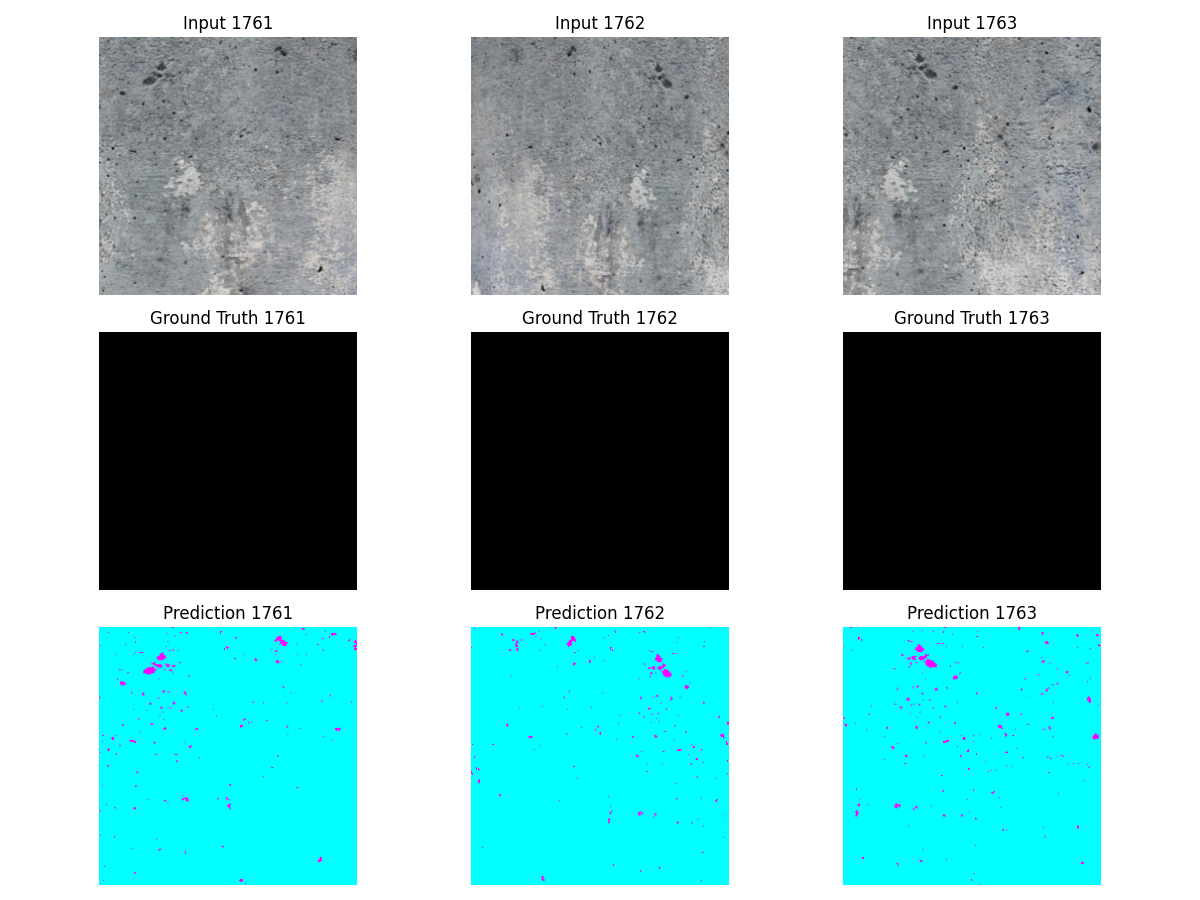 Input 1761
Input 1762
Input 1763
Ground Truth 1761
Ground Truth 1762
Ground Truth 1763
Prediction 1761
Prediction 1762
Prediction 1763